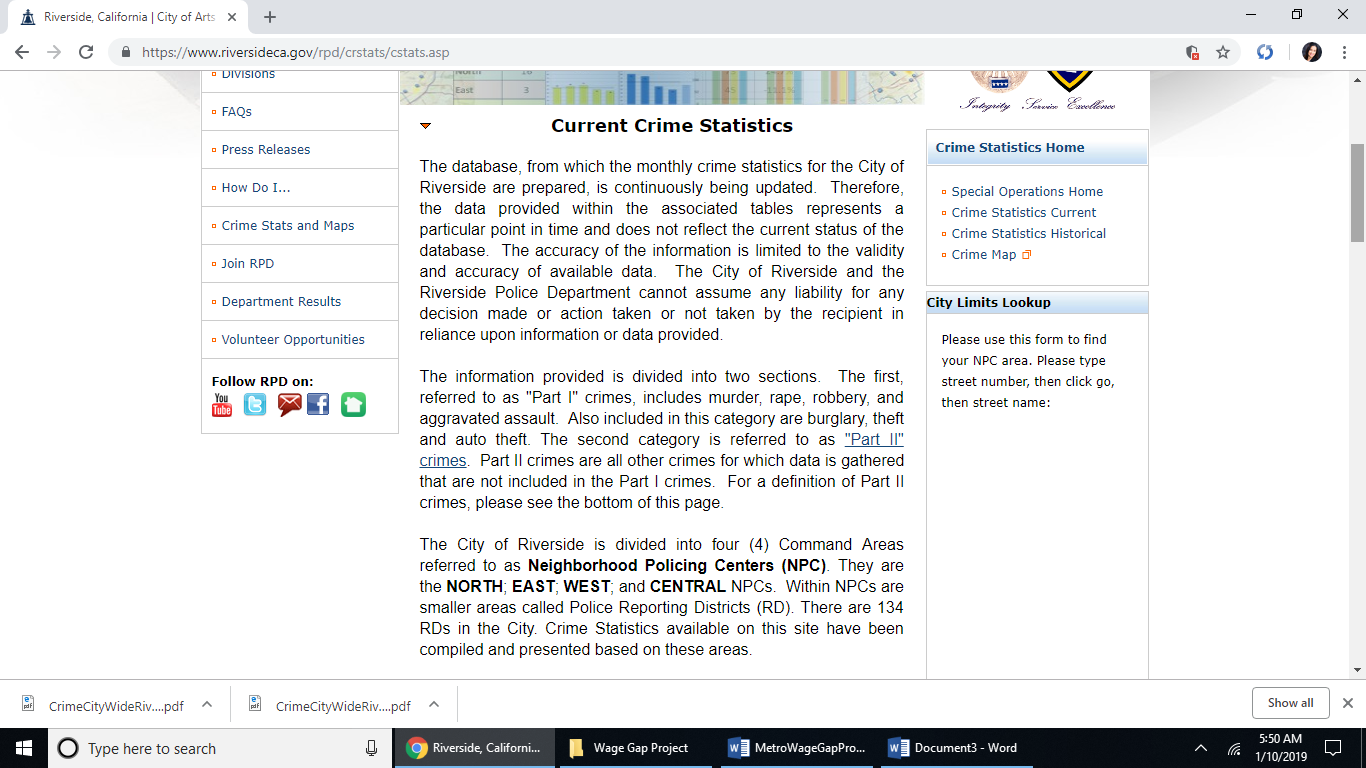 Riverside, California | City of Arts
https://www.riversideca.gov/rpd/crstats/cstats.asp
Divisions
FAQs
Press Releases
How Do I...
Crime Stats and Maps
Join RPD
Department Results
Volunteer Opportunities
Follow RPD on:
You
Tube
North 16
East 3
45 -11.1%
Current Crime Statistics
The database, from which the monthly crime statistics for the City of
Riverside are prepared, is continuously being updated. Therefore,
the data provided within the associated tables represents a
particular point in time and does not reflect the current status of the
database. The accuracy of the information is limited to the validity
and accuracy of available data. The City of Riverside and the
Riverside Police Department cannot assume any liability for any
decision made or action taken or not taken by the recipient in
reliance upon information or data provided.
The information provided is divided into two sections. The first,
referred to as "Part I" crimes, includes murder, rape, robbery, and
aggravated assault. Also included in this category are burglary, theft
and auto theft. The second category is referred to as "Part II"
crimes. Part II crimes are all other crimes for which data is gathered
that are not included in the Part I crimes. For a definition of Part II
crimes, please see the bottom of this page.
The City of Riverside is divided into four (4) Command Areas
referred to as Neighborhood Policing Centers (NPC). They are
the NORTH; EAST; WEST; and CENTRAL NPCs. Within NPCs are
smaller areas called Police Reporting Districts (RD). There are 134
RDs in the City. Crime Statistics available on this site have been
compiled and presented based on these areas.
Integrity Service Excellence
Crime Statistics Home
Special Operations Home
Crime Statistics Current
Crime Statistics Historical
Crime Map
City Limits Lookup
Please use this form to find
your NPC area. Please type
street number, then click go,
then street name:
CrimeCityWideRiv....pdf
CrimeCityWideRiv....pdf
Show all
Type here to search
Riverside, Californi...
Wage Gap Project
MetroWageGapPro...
Document3 - Word
5:50 AM
1/10/2019